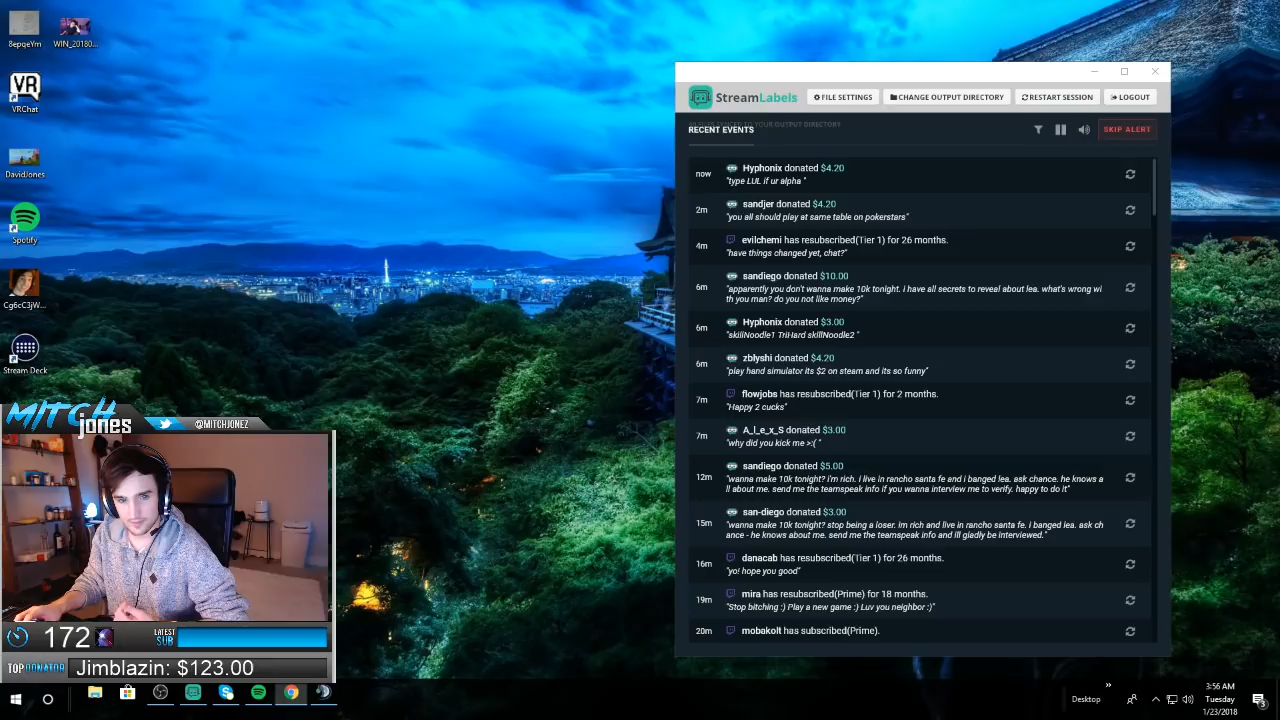 8epqeYm
WIN_20180...
VR
VRChat
DavidJones
Spotify
Cg6cC3jW...
Stream Deck
StreamLabels
FILE SETTINGS
CHANGE OUTPUT DIRECTORY
RESTART SESSION
LOGOUT
RECENT EVENTS
SKIP ALERT
now
Hyphonix donated $4.20
"type LUL if ur alpha "
2m
sandjer donated $4.20
"you all should play at same table on pokerstars"
4m
evilchemi has resubscribed(Tier 1) for 26 months.
"have things changed yet, chat?"
6m
sandiego donated $10.00
"apparently you don't wanna make 10k tonight. i have all secrets to reveal about lea. what's wrong wi
th you man? do you not like money?"
6m
Hyphonix donated $3.00
"skillNoodle1 TriHard skillNoodle2 "
6m
zblyshi donated $4.20
"play hand simulator its $2 on steam and its so funny"
7m
flowjobs has resubscribed(Tier 1) for 2 months.
"Happy 2 cucks"
7m
A_l_e_x_S donated $3.00
"why did you kick me >:( "
12m
sandiego donated $5.00
"wanna make 10k tonight? i'm rich. i live in rancho santa fe and i banged lea. ask chance. he knows a
ll about me. send me the teamspeak info if you wanna interview me to verify. happy to do it"
15m
san-diego donated $3.00
"wanna make 10k tonight? stop being a loser. im rich and live in rancho santa fe. i banged lea. ask ch
ance - he knows about me. send me the teamspeak info and ill gladly be interviewed."
16m
danacab has resubscribed(Tier 1) for 26 months.
"yo! hope you good"
19m
mira has resubscribed(Prime) for 18 months.
"Stop bitching :) Play a new game :) Luv you neighbor :)"
20m
mobakolt has subscribed(Prime).
MITCH
jones
@MITCHJONEZ
172
LATEST
SUB
TOP DONATOR
Jimblazin: $123.00
Desktop
3:56 AM
Tuesday
1/23/2018
3